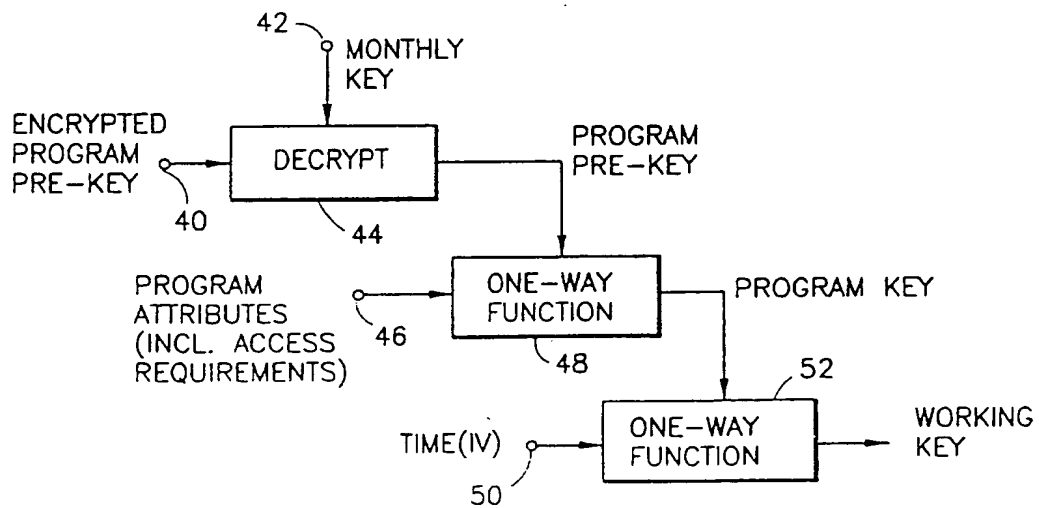 42
MONTHLY
KEY
ENCRYPTED
PROGRAM
PRE-KEY
40
DECRYPT
44
PROGRAM
PRE-KEY
PROGRAM
ATTRIBUTES
(INCL. ACCESS
REQUIREMENTS)
46
ONE-WAY
FUNCTION
48
PROGRAM KEY
52
TIME(IV)
50
ONE-WAY
FUNCTION
WORKING
KEY